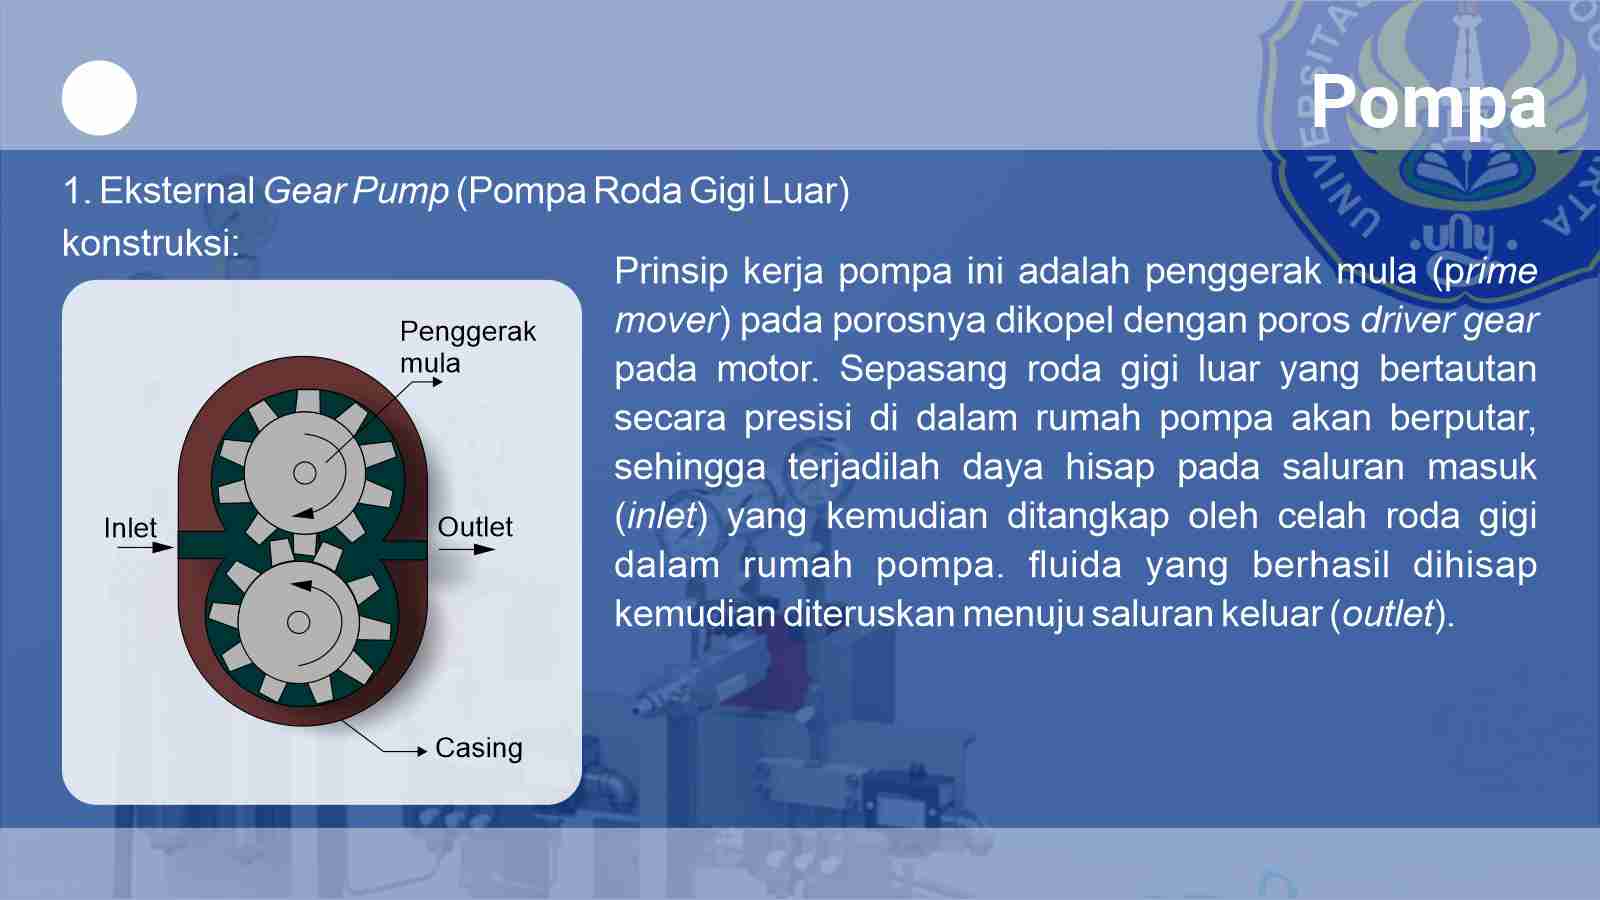 Pompa
1. Eksternal Gear Pump (Pompa Roda Gigi Luar)
konstruksi:
Penggerak
mula
Inlet
Outlet
Casing
Prinsip kerja pompa ini adalah penggerak mula (prime
mover) pada porosnya dikopel dengan poros driver gear
pada motor. Sepasang roda gigi luar yang bertautan
secara presisi di dalam rumah pompa akan berputar,
sehingga terjadilah daya hisap pada saluran masuk
(inlet) yang kemudian ditangkap oleh celah roda gigi
dalam rumah pompa. fluida yang berhasil dihisap
kemudian diteruskan menuju saluran keluar (outlet).
UNIVERSITAS
UNY